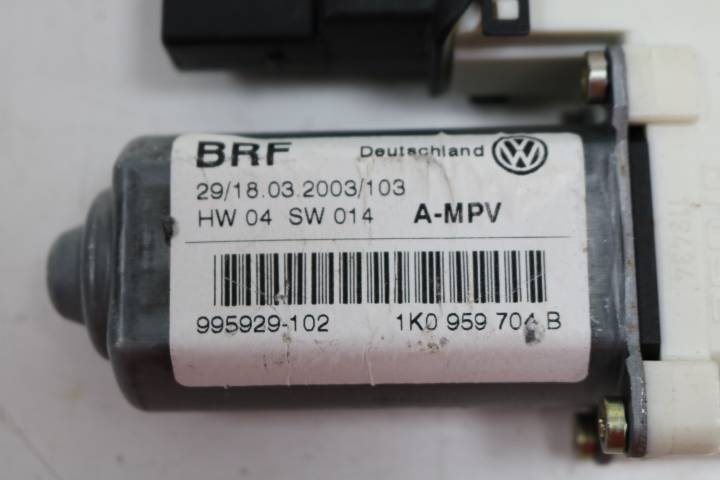 BRF Deutschland VW
29/18.03.2003/103
HW 04 SW 014 A-MPV
995929-102 1K0 959 704 B